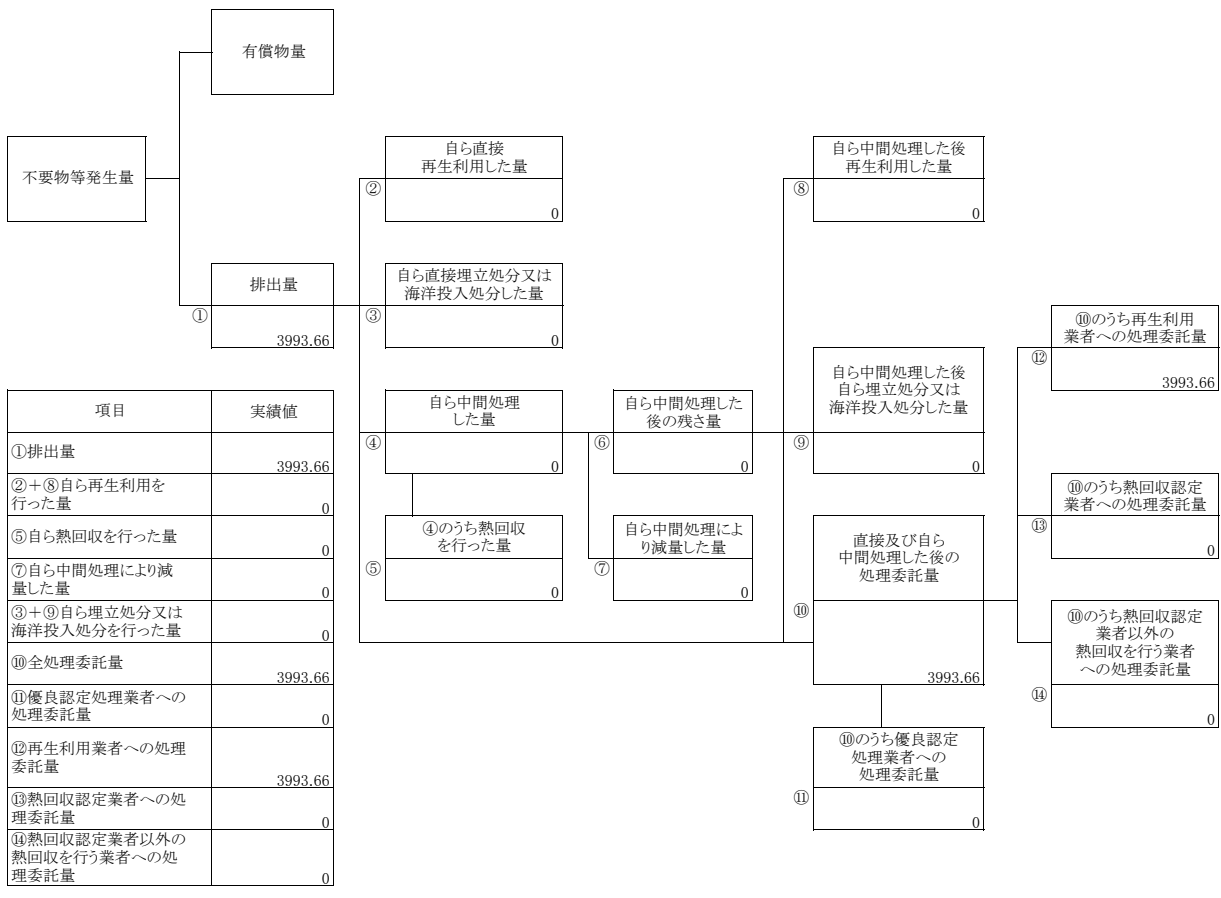 有償物量
不要物等発生量
自ら直接
再生利用した量
②
0
自ら中間処理した後
再生利用した量
⑧
0
排出量
①
3993.66
自ら直接埋立処分又は
海洋投入処分した量
③
0
⑩のうち再生利用
業者への処理委託量
⑫
3993.66
自ら中間処理
した量
④
0
自ら中間処理した
後の残さ量
⑥
0
自ら中間処理した後
自ら埋立処分又は
海洋投入処分した量
⑨
0
⑩のうち熱回収認定
業者への処理委託量
⑬
0
④のうち熱回収
を行った量
⑤
0
自ら中間処理によ
り減量した量
⑦
0
直接及び自ら
中間処理した後の
処理委託量
⑩
3993.66
⑩のうち熱回収認定
業者以外の
熱回収を行う業者
への処理委託量
⑭
0
⑩のうち優良認定
処理業者への
処理委託量
⑪
0
項目 実績値
①排出量
3993.66
②＋⑧自ら再生利用を
行った量
0
⑤自ら熱回収を行った量
0
⑦自ら中間処理により減
量した量
0
③＋⑨自ら埋立処分又は
海洋投入処分を行った量
0
⑩全処理委託量
3993.66
⑪優良認定処理業者への
処理委託量
0
⑫再生利用業者への処理
委託量
3993.66
⑬熱回収認定業者への処
理委託量
0
⑭熱回収認定業者以外の
熱回収を行う業者への処
理委託量
0